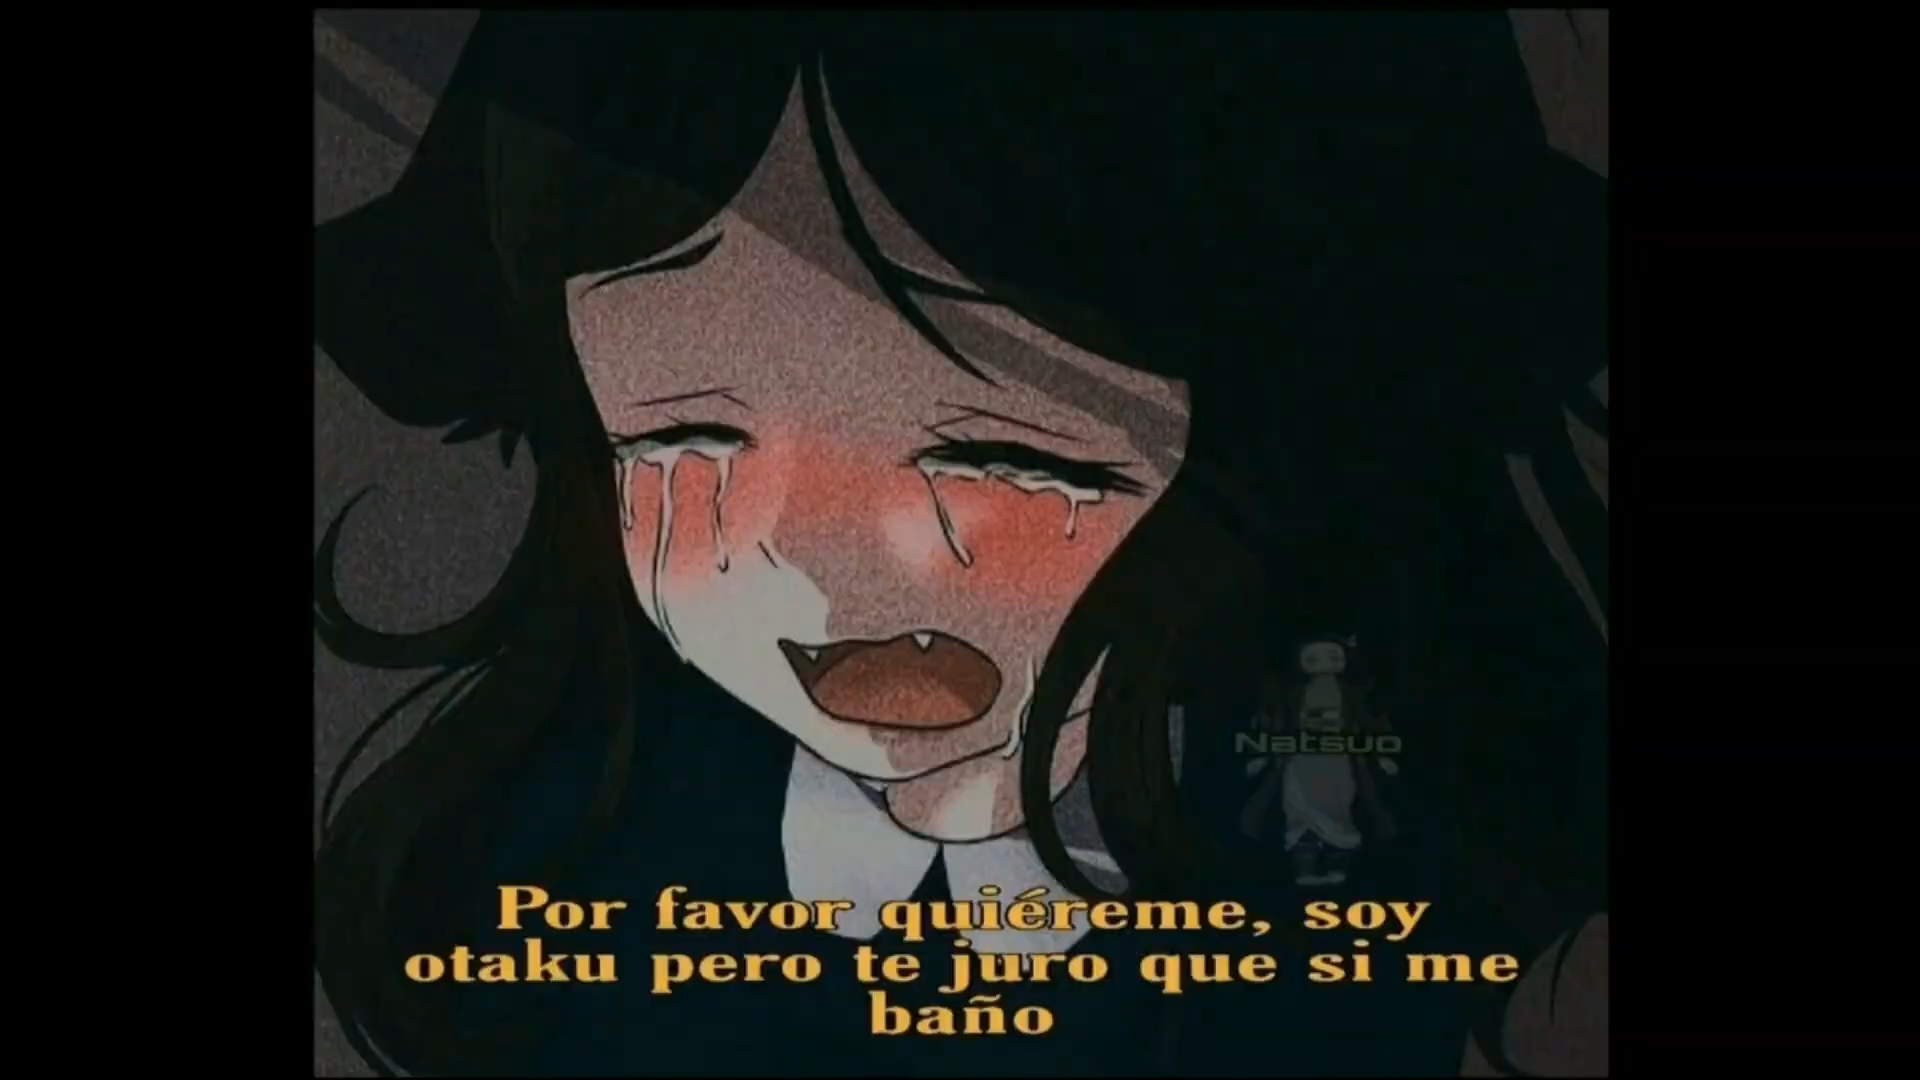 Natsuo
Por favor quiéreme, soy
otaku pero te juro que si me
baño